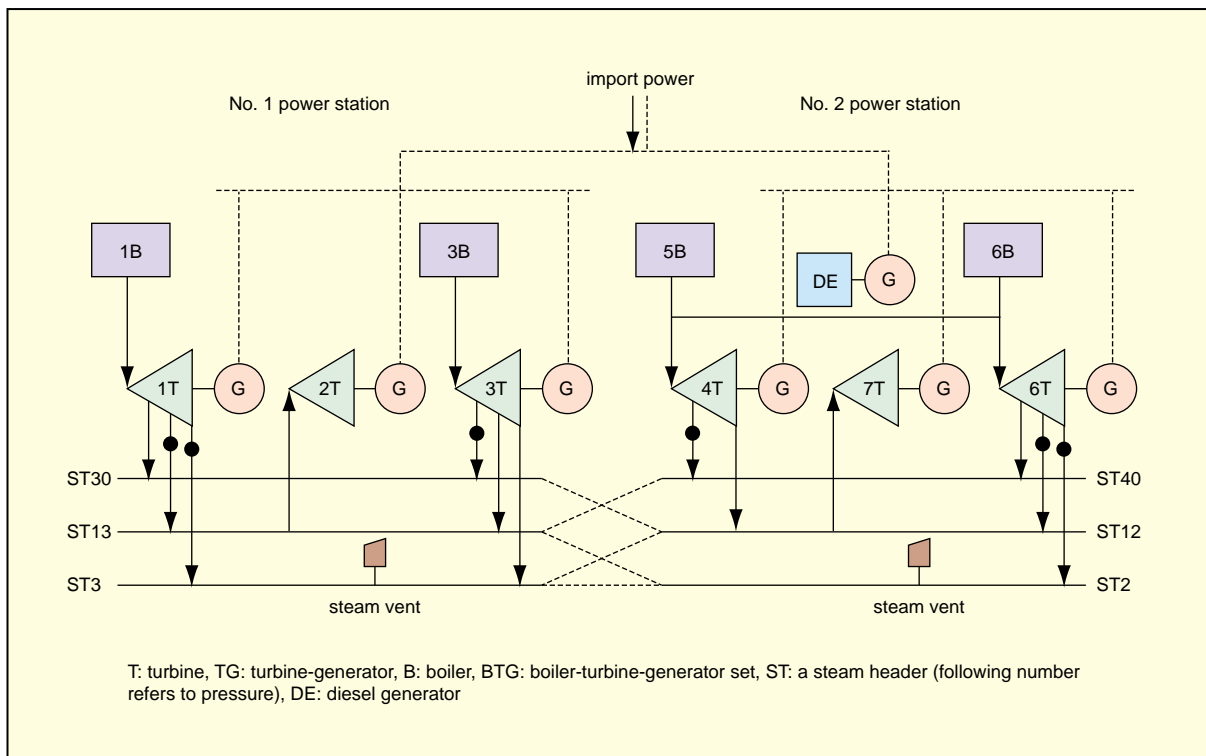 import power
No. 1 power station
No. 2 power station
1B
3B
5B
6B
DE
G
1T
G
2T
G
3T
G
4T
G
7T
G
6T
G
ST30
ST40
ST13
ST12
ST3
ST2
steam vent
steam vent
T: turbine, TG: turbine-generator, B: boiler, BTG: boiler-turbine-generator set, ST: a steam header (following number
refers to pressure), DE: diesel generator